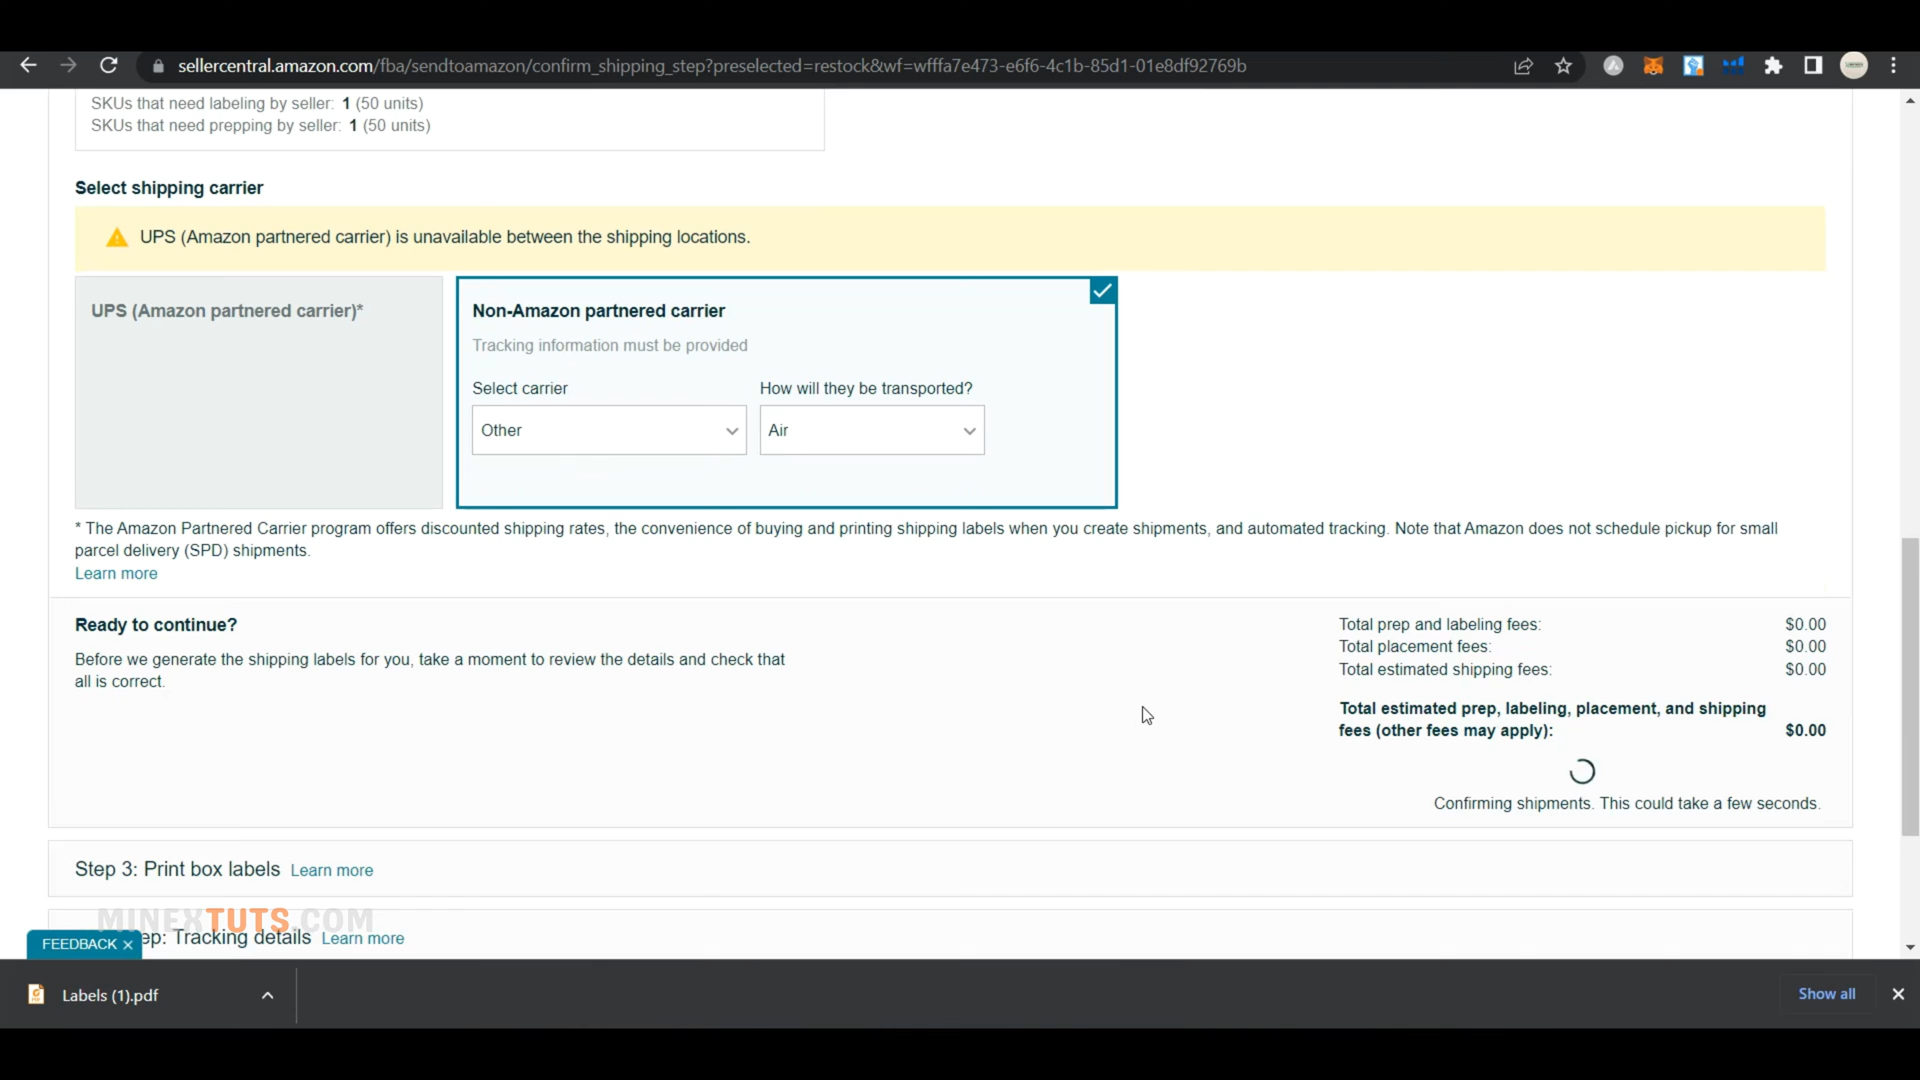 sellercentral.amazon.com/fba/sendtoamazon/confirm_shipping_step?preselected=restock&wf=wfffa7e473-e6f6-4c1b-85d1-01e8df92769b
SKUs that need labeling by seller: 1 (50 units)
SKUs that need prepping by seller: 1 (50 units)
Select shipping carrier
UPS (Amazon partnered carrier) is unavailable between the shipping locations.
UPS (Amazon partnered carrier)*
Non-Amazon partnered carrier
Tracking information must be provided
Select carrier
How will they be transported?
Other
Air
* The Amazon Partnered Carrier program offers discounted shipping rates, the convenience of buying and printing shipping labels when you create shipments, and automated tracking. Note that Amazon does not schedule pickup for small
parcel delivery (SPD) shipments.
Learn more
Ready to continue?
Before we generate the shipping labels for you, take a moment to review the details and check that
all is correct.
Total prep and labeling fees: $0.00
Total placement fees: $0.00
Total estimated shipping fees: $0.00
Total estimated prep, labeling, placement, and shipping
fees (other fees may apply): $0.00
Confirming shipments. This could take a few seconds.
Step 3: Print box labels Learn more
MINEXTUTS.COM
ep: Tracking details Learn more
FEEDBACK ×
Labels (1).pdf
Show all